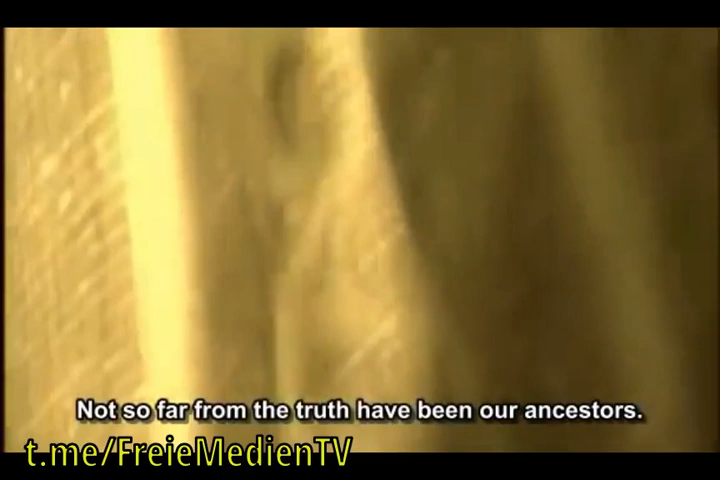 Not so far from the truth have been our ancestors.
t.me/FreieMedienTV